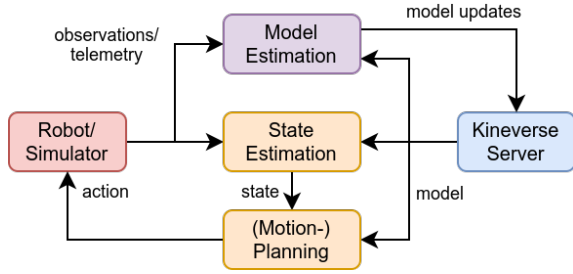 model updates
observations/
telemetry
Model
Estimation
Robot/
Simulator
State
Estimation
Kineverse
Server
action
state
model
(Motion-)
Planning